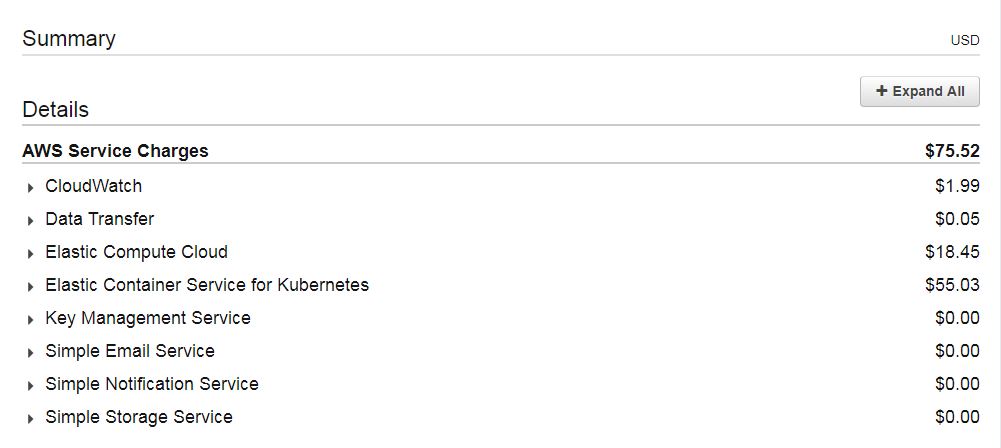 Summary USD
+ Expand All
Details
AWS Service Charges $75.52
CloudWatch $1.99
Data Transfer $0.05
Elastic Compute Cloud $18.45
Elastic Container Service for Kubernetes $55.03
Key Management Service $0.00
Simple Email Service $0.00
Simple Notification Service $0.00
Simple Storage Service $0.00